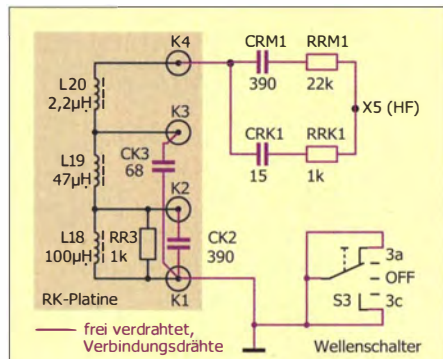 K4
CRM1
RRM1
L20
2,2µH
390
22k
K3
X5 (HF)
L19
47µH
CK3
68
CRK1
RRK1
15
1k
K2
L18
100µH
RR3
1k
CK2
390
3a
OFF
S3
3c
RK-Platine
K1
frei verdrahtet,
Verbindungsdrähte
Wellenschalter